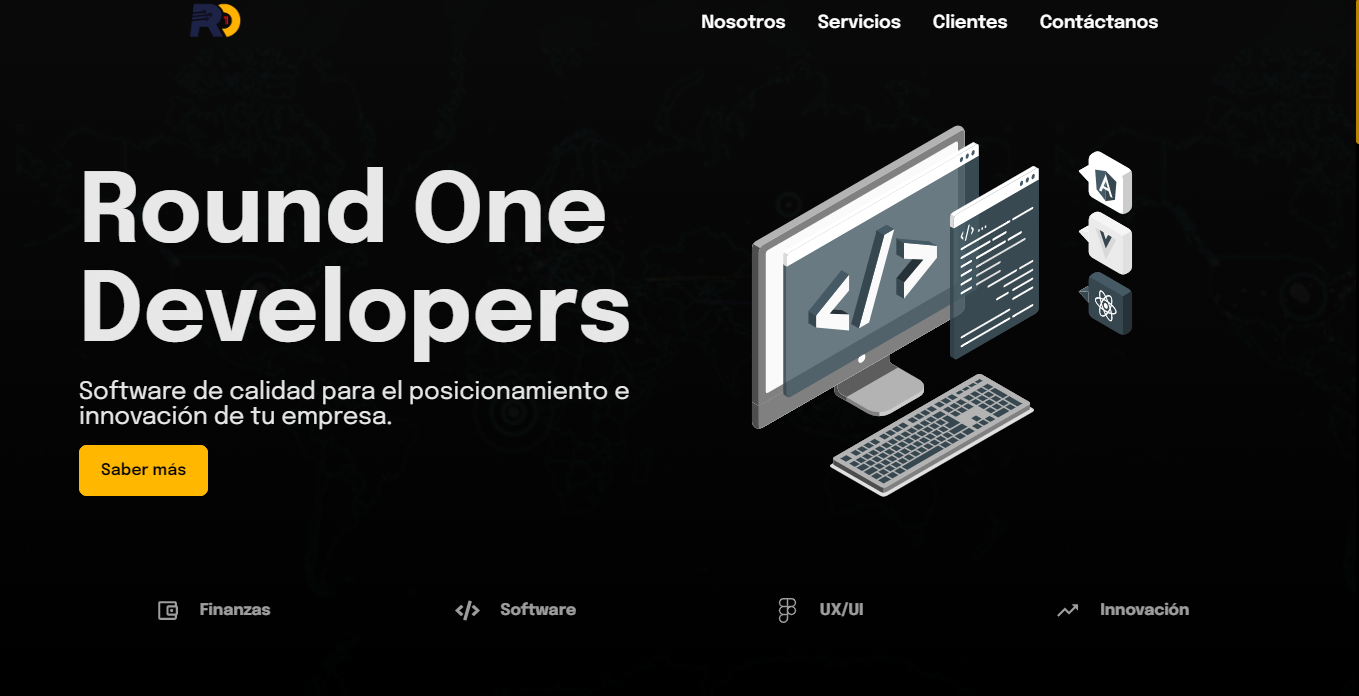 R 1
Nosotros Servicios Clientes Contáctanos
Round One
Developers
Software de calidad para el posicionamiento e
innovación de tu empresa.
Saber más
</> ...
</>
A
V
Finanzas Software UX/UI Innovación